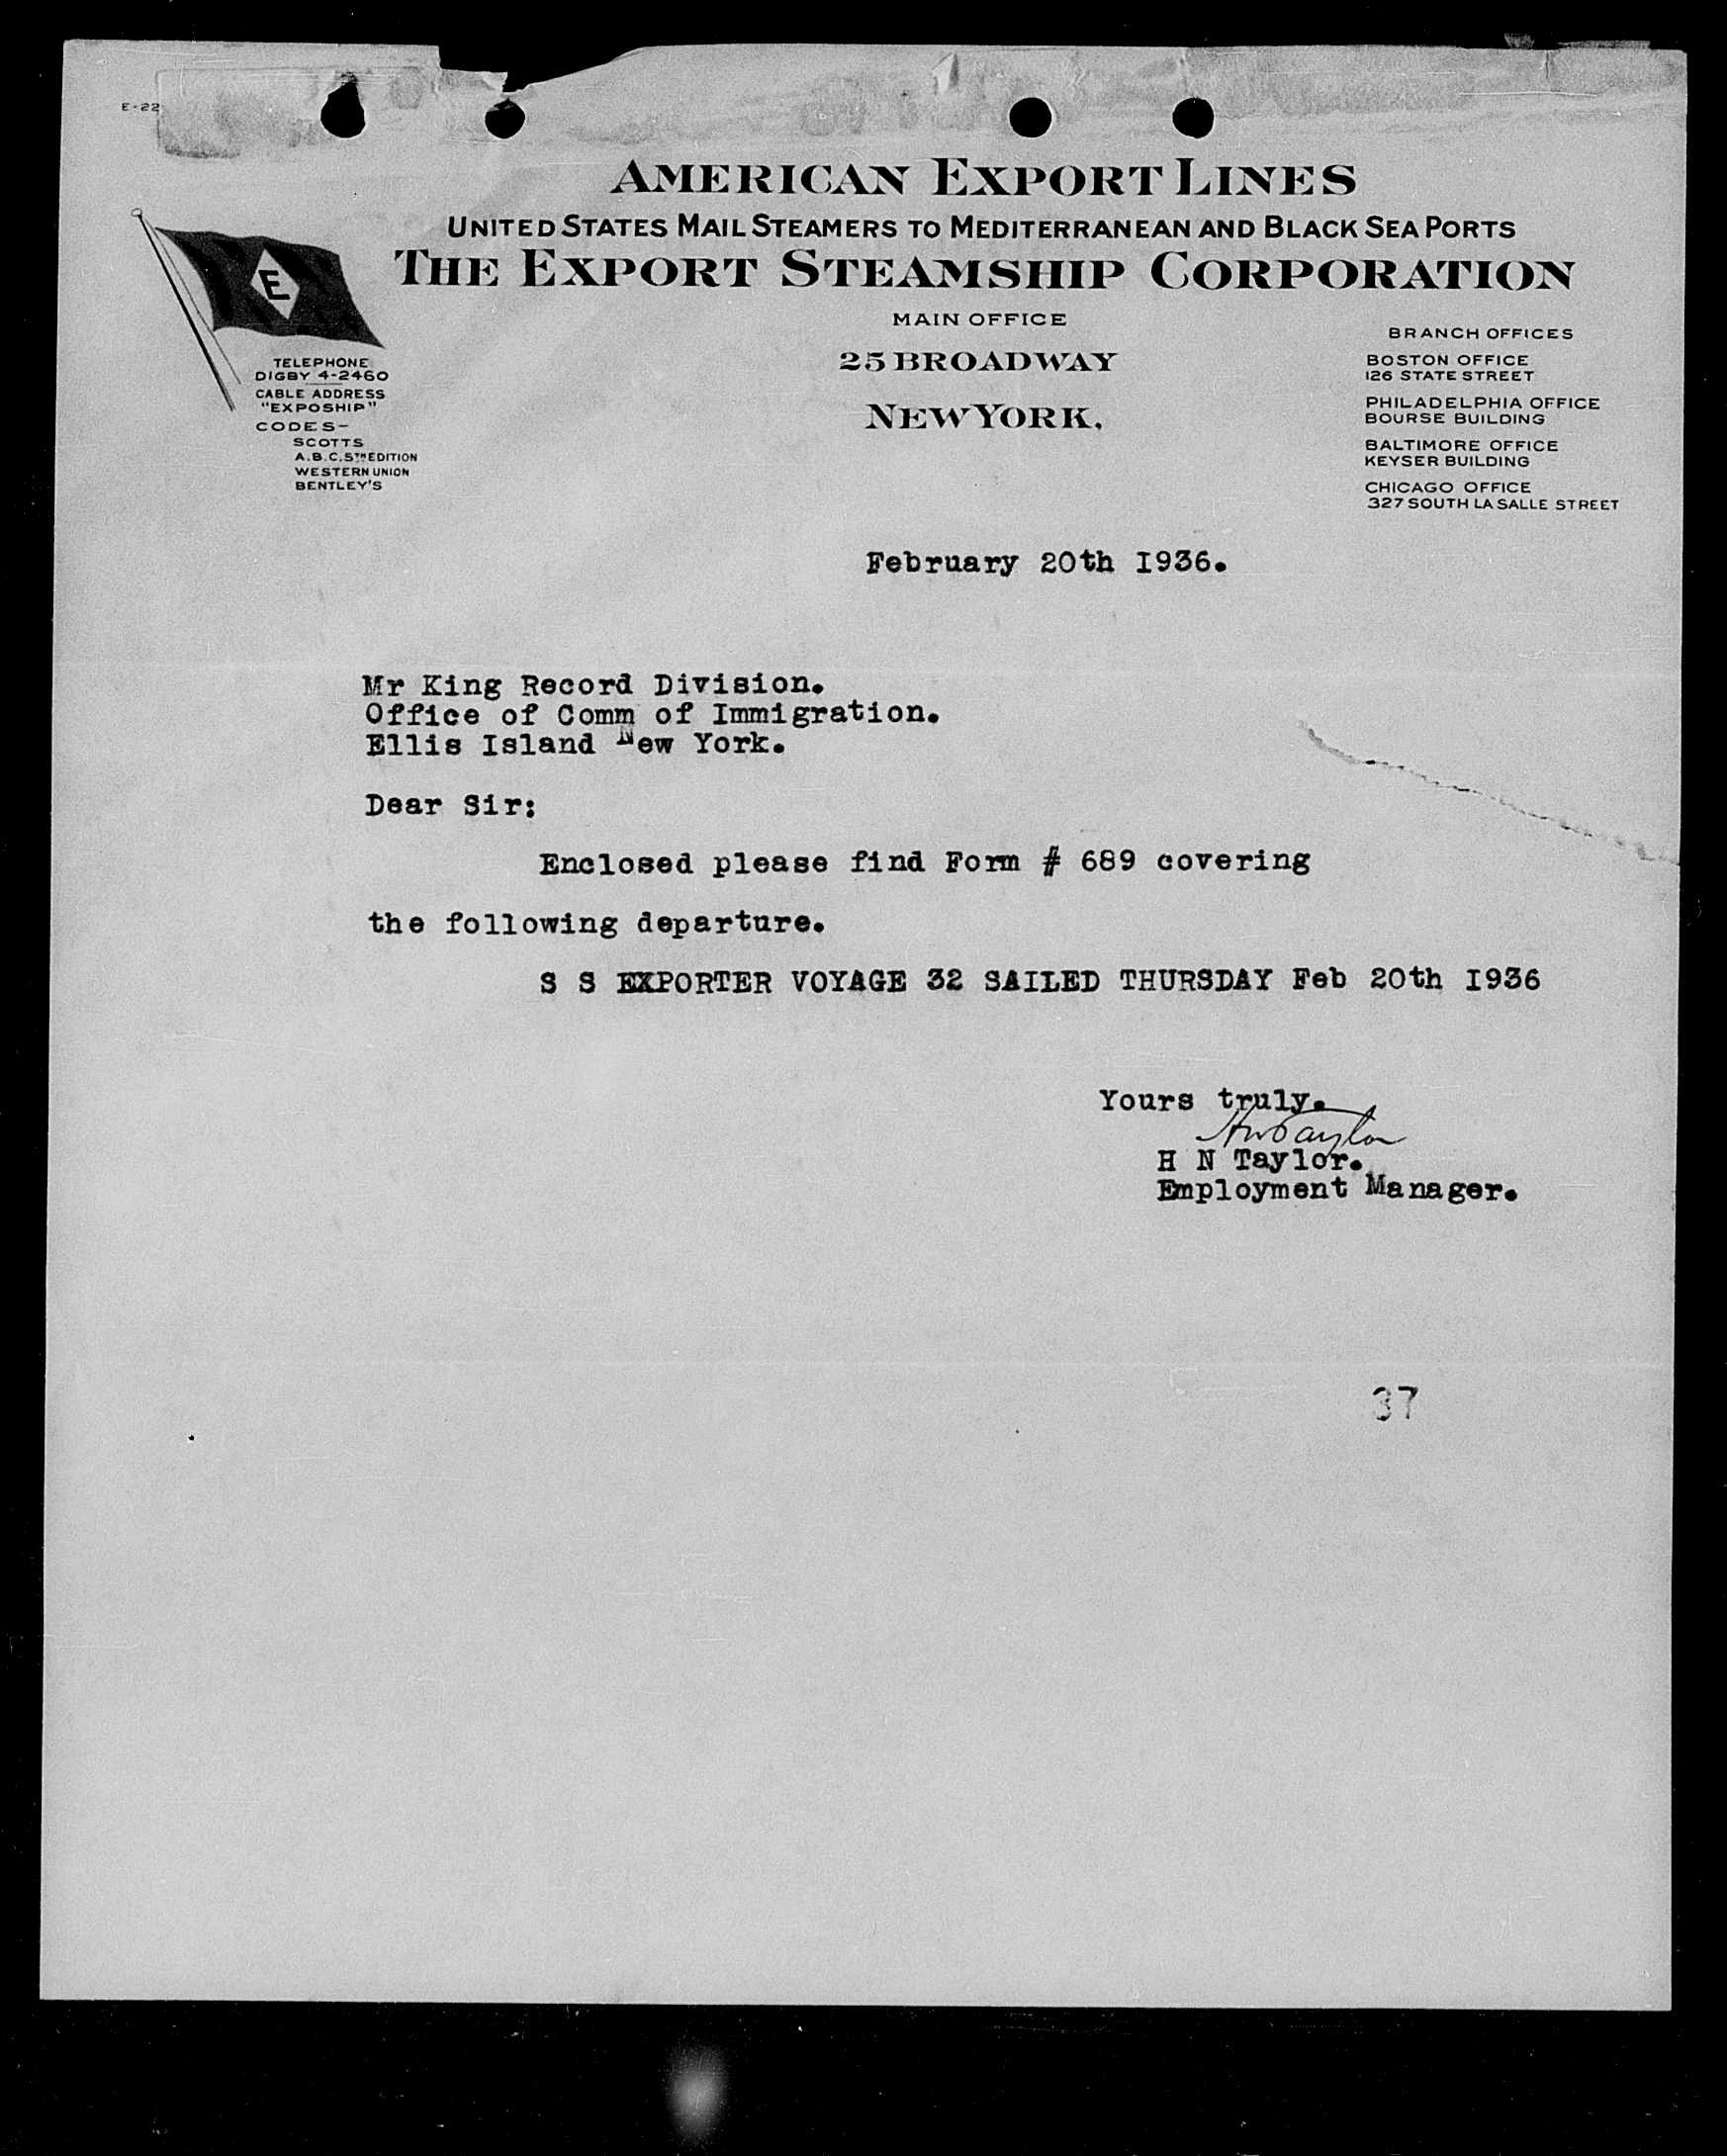 E-22
AMERICAN EXPORT LINES
UNITED STATES MAIL STEAMERS TO MEDITERRANEAN AND BLACK SEA PORTS
THE EXPORT STEAMSHIP CORPORATION
E
TELEPHONE
DIGBY 4-2460
CABLE ADDRESS
"EXPOSHIP"
CODES-
SCOTTS
A.B.C. 5TH EDITION
WESTERN UNION
BENTLEY'S
MAIN OFFICE
25 BROADWAY
NEW YORK,
BRANCH OFFICES
BOSTON OFFICE
126 STATE STREET
PHILADELPHIA OFFICE
BOURSE BUILDING
BALTIMORE OFFICE
KEYSER BUILDING
CHICAGO OFFICE
327 SOUTH LA SALLE STREET
February 20th I936.
Mr King Record Division.
Office of Comm of Immigration.
Ellis Island New York.
Dear Sir:
Enclosed please find Form # 689 covering
the following departure.
S S EXPORTER VOYAGE 32 SAILED THURSDAY Feb 20th I936
Yours truly.
HN Taylor
H N Taylor.
Employment Manager.
37